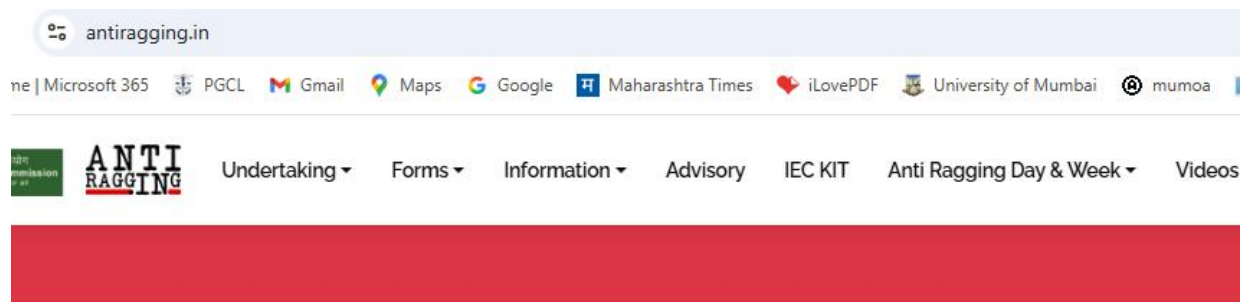 antiragging.in
me | Microsoft 365 PGCL Gmail Maps Google Maharashtra Times iLovePDF University of Mumbai mumoa
ANTI
RAGGING
Undertaking Forms Information Advisory IEC KIT Anti Ragging Day & Week Videos